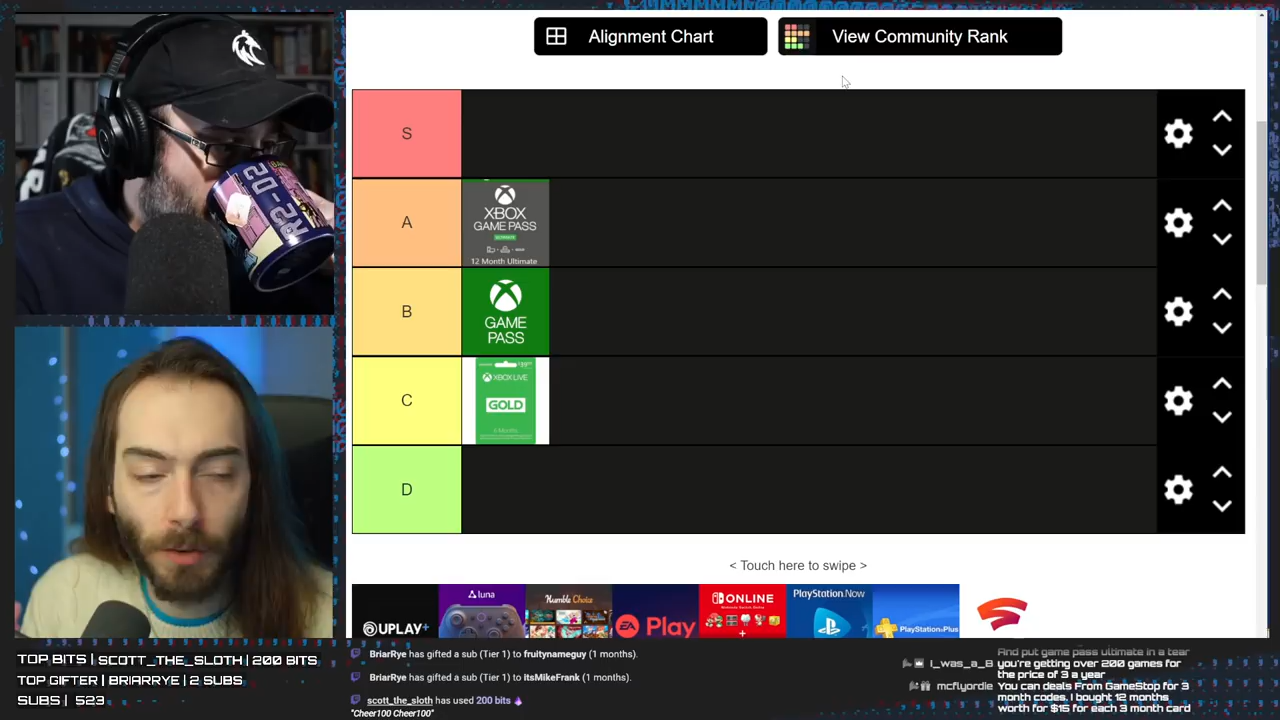 Alignment Chart
View Community Rank
S
A
XBOX
GAME PASS
ULTIMATE
12 Month Ultimate
B
GAME
PASS
C
XBOX LIVE
GOLD
D
< Touch here to swipe >
UPLAY+
luna
Humble Choice
EA Play
ONLINE
+
PlayStation Now
PlayStation Plus
R2-D2
TOP BITS | SCOTT_THE_SLOTH | 200 BITS
TOP GIFTER | BRIARRYE | 2 SUBS
SUBS | 523
BriarRye has gifted a sub (Tier 1) to fruitynameguy (1 months).
BriarRye has gifted a sub (Tier 1) to itsMikeFrank (1 months).
scott_the_sloth has used 200 bits
"Cheer100 Cheer100"
And put game pass ultimate in a tear
I_was_a_B you're getting over 200 games for
the price of 3 a year
mcflyordie You can deals From GameStop for 3
month codes. I bought 12 months
worth for $15 for each 3 month card